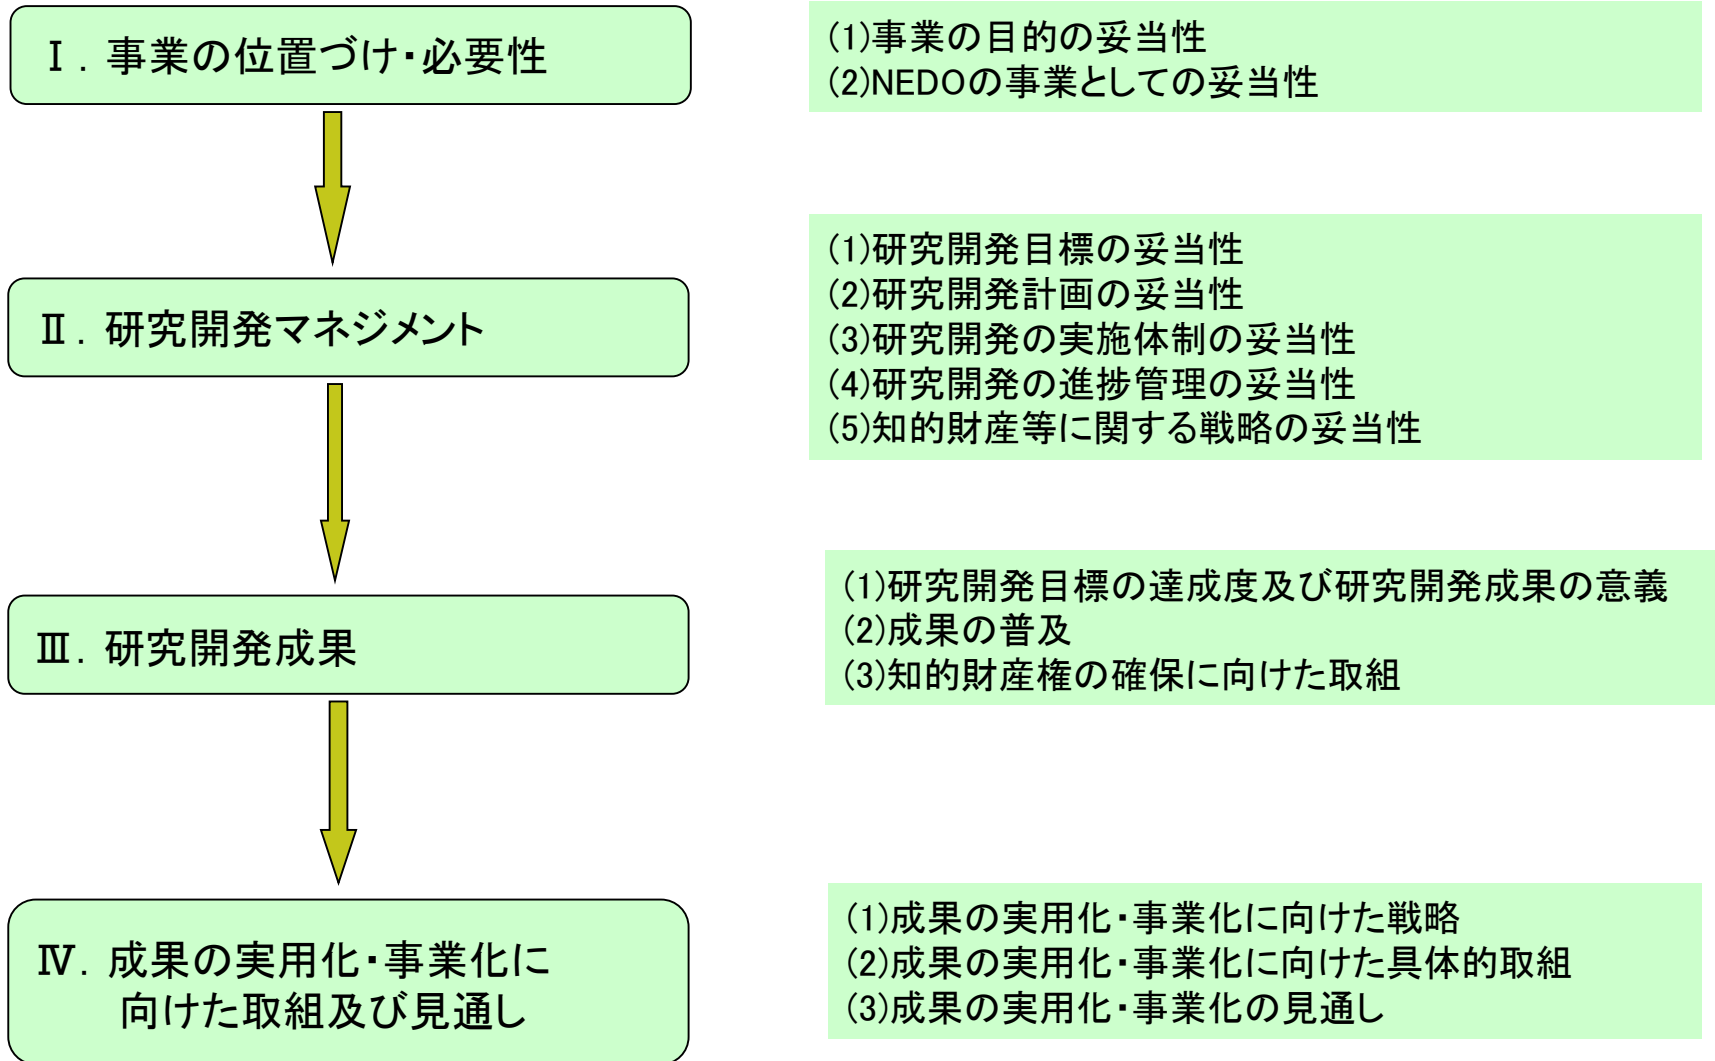 Ⅰ. 事業の位置づけ・必要性
(1)事業の目的の妥当性
(2)NEDOの事業としての妥当性
Ⅱ. 研究開発マネジメント
(1)研究開発目標の妥当性
(2)研究開発計画の妥当性
(3)研究開発の実施体制の妥当性
(4)研究開発の進捗管理の妥当性
(5)知的財産等に関する戦略の妥当性
Ⅲ. 研究開発成果
(1)研究開発目標の達成度及び研究開発成果の意義
(2)成果の普及
(3)知的財産権の確保に向けた取組
Ⅳ. 成果の実用化・事業化に
向けた取組及び見通し
(1)成果の実用化・事業化に向けた戦略
(2)成果の実用化・事業化に向けた具体的取組
(3)成果の実用化・事業化の見通し